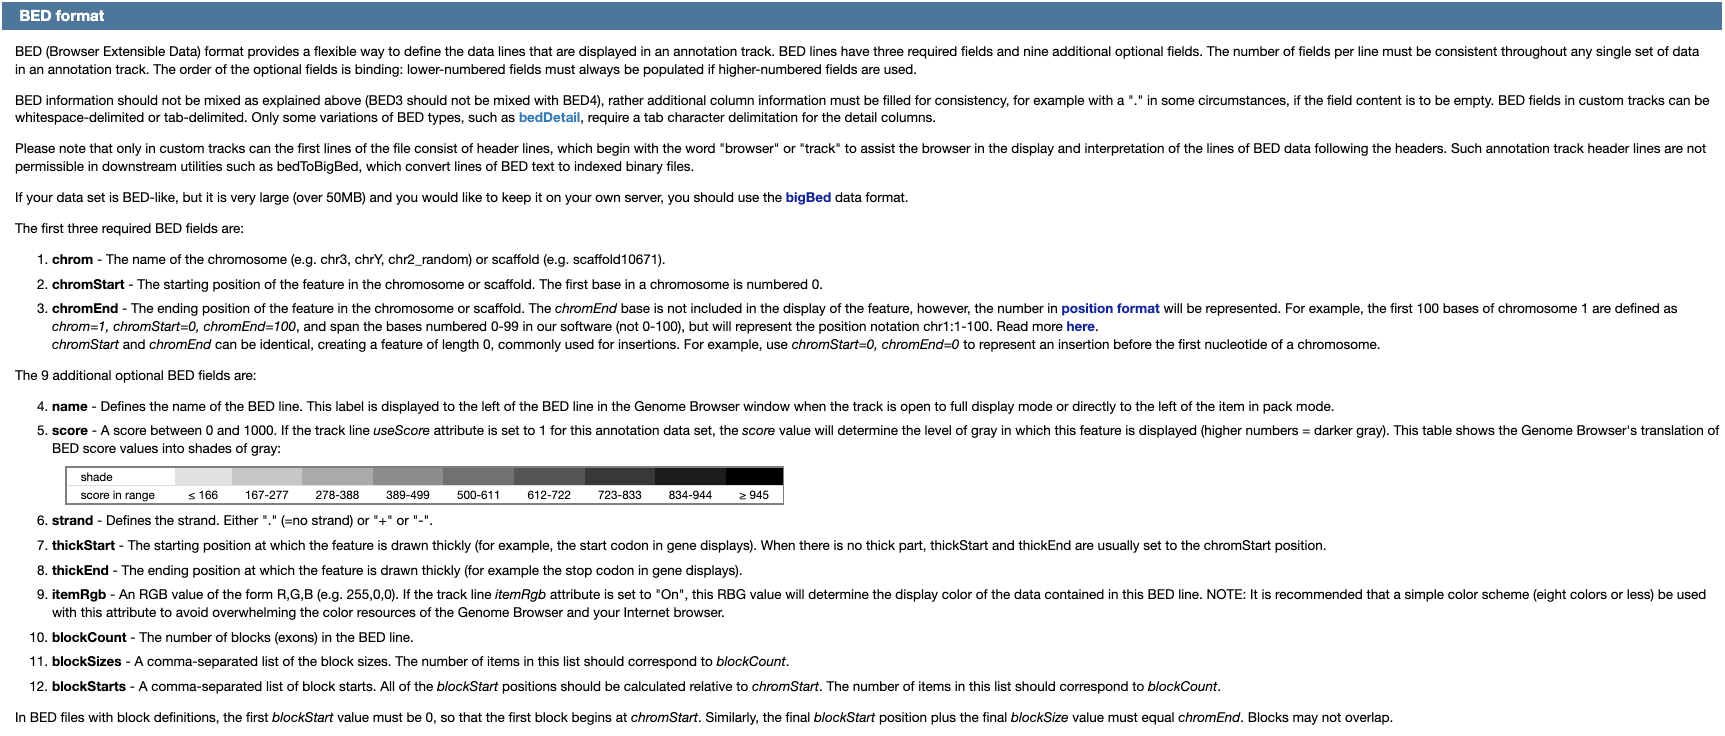 BED format
BED (Browser Extensible Data) format provides a flexible way to define the data lines that are displayed in an annotation track. BED lines have three required fields and nine additional optional fields. The number of fields per line must be consistent throughout any single set of data
in an annotation track. The order of the optional fields is binding: lower-numbered fields must always be populated if higher-numbered fields are used.
BED information should not be mixed as explained above (BED3 should not be mixed with BED4), rather additional column information must be filled for consistency, for example with a "." in some circumstances, if the field content is to be empty. BED fields in custom tracks can be
whitespace-delimited or tab-delimited. Only some variations of BED types, such as bedDetail, require a tab character delimitation for the detail columns.
Please note that only in custom tracks can the first lines of the file consist of header lines, which begin with the word "browser" or "track" to assist the browser in the display and interpretation of the lines of BED data following the headers. Such annotation track header lines are not
permissible in downstream utilities such as bedToBigBed, which convert lines of BED text to indexed binary files.
If your data set is BED-like, but it is very large (over 50MB) and you would like to keep it on your own server, you should use the bigBed data format.
The first three required BED fields are:
1. chrom - The name of the chromosome (e.g. chr3, chrY, chr2_random) or scaffold (e.g. scaffold10671).
2. chromStart - The starting position of the feature in the chromosome or scaffold. The first base in a chromosome is numbered 0.
3. chromEnd - The ending position of the feature in the chromosome or scaffold. The chromEnd base is not included in the display of the feature, however, the number in position format will be represented. For example, the first 100 bases of chromosome 1 are defined as
chrom=1, chromStart=0, chromEnd=100, and span the bases numbered 0-99 in our software (not 0-100), but will represent the position notation chr1:1-100. Read more here.
chromStart and chromEnd can be identical, creating a feature of length 0, commonly used for insertions. For example, use chromStart=0, chromEnd=0 to represent an insertion before the first nucleotide of a chromosome.
The 9 additional optional BED fields are:
4. name - Defines the name of the BED line. This label is displayed to the left of the BED line in the Genome Browser window when the track is open to full display mode or directly to the left of the item in pack mode.
5. score - A score between 0 and 1000. If the track line useScore attribute is set to 1 for this annotation data set, the score value will determine the level of gray in which this feature is displayed (higher numbers = darker gray). This table shows the Genome Browser's translation of
BED score values into shades of gray:
shade
score in range ≤ 166 167-277 278-388 389-499 500-611 612-722 723-833 834-944 ≥ 945
6. strand - Defines the strand. Either "." (=no strand) or "+" or "-".
7. thickStart - The starting position at which the feature is drawn thickly (for example, the start codon in gene displays). When there is no thick part, thickStart and thickEnd are usually set to the chromStart position.
8. thickEnd - The ending position at which the feature is drawn thickly (for example the stop codon in gene displays).
9. itemRgb - An RGB value of the form R,G,B (e.g. 255,0,0). If the track line itemRgb attribute is set to "On", this RBG value will determine the display color of the data contained in this BED line. NOTE: It is recommended that a simple color scheme (eight colors or less) be used
with this attribute to avoid overwhelming the color resources of the Genome Browser and your Internet browser.
10. blockCount - The number of blocks (exons) in the BED line.
11. blockSizes - A comma-separated list of the block sizes. The number of items in this list should correspond to blockCount.
12. blockStarts - A comma-separated list of block starts. All of the blockStart positions should be calculated relative to chromStart. The number of items in this list should correspond to blockCount.
In BED files with block definitions, the first blockStart value must be 0, so that the first block begins at chromStart. Similarly, the final blockStart position plus the final blockSize value must equal chromEnd. Blocks may not overlap.